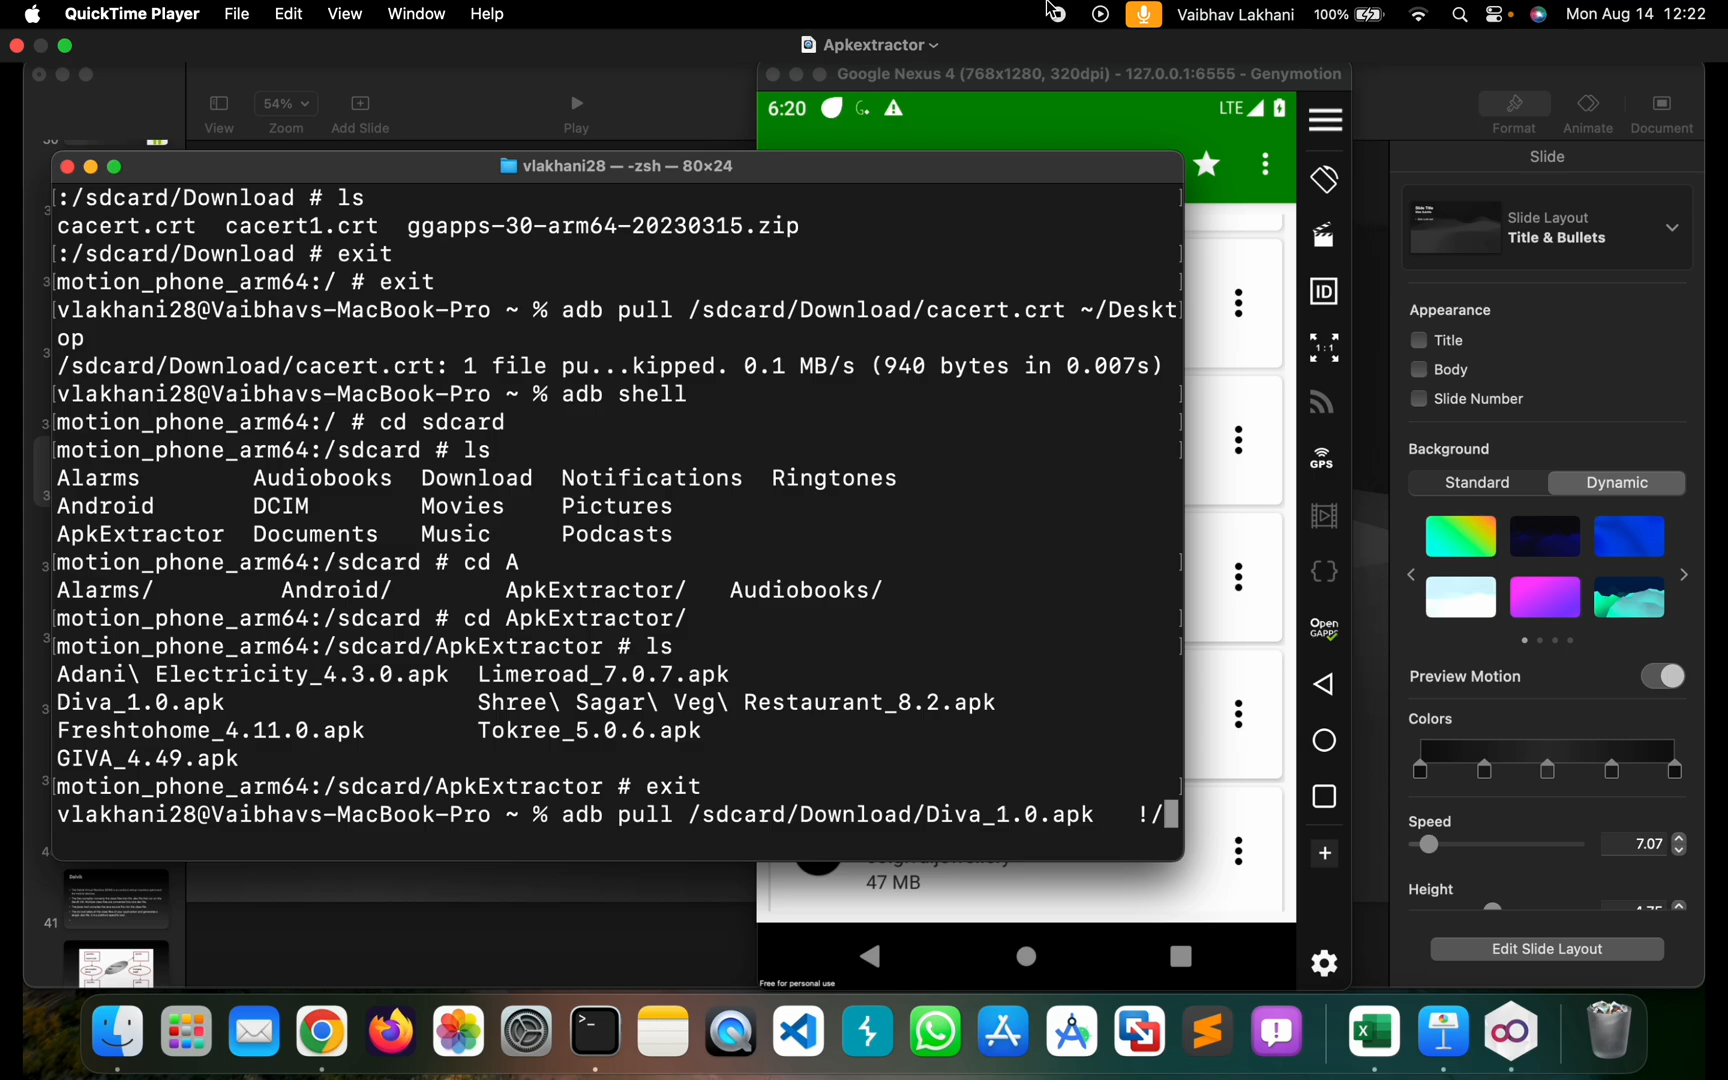 QuickTime Player File Edit View Window Help Vaibhav Lakhani 100% Mon Aug 14 12:22
Apkextractor
Google Nexus 4 (768x1280, 320dpi) - 127.0.0.1:6555 - Genymotion
54%
View Zoom Add Slide Play
Format Animate Document
6:20 LTE
vlakhani28 — -zsh — 80×24
:/sdcard/Download # ls
cacert.crt cacert1.crt ggapps-30-arm64-20230315.zip
:/sdcard/Download # exit
motion_phone_arm64:/ # exit
vlakhani28@Vaibhavs-MacBook-Pro ~ % adb pull /sdcard/Download/cacert.crt ~/Deskt
op
/sdcard/Download/cacert.crt: 1 file pu...kipped. 0.1 MB/s (940 bytes in 0.007s)
vlakhani28@Vaibhavs-MacBook-Pro ~ % adb shell
motion_phone_arm64:/ # cd sdcard
motion_phone_arm64:/sdcard # ls
Alarms Audiobooks Download Notifications Ringtones
Android DCIM Movies Pictures
ApkExtractor Documents Music Podcasts
motion_phone_arm64:/sdcard # cd A
Alarms/ Android/ ApkExtractor/ Audiobooks/
motion_phone_arm64:/sdcard # cd ApkExtractor/
motion_phone_arm64:/sdcard/ApkExtractor # ls
Adani\ Electricity_4.3.0.apk Limeroad_7.0.7.apk
Diva_1.0.apk Shree\ Sagar\ Veg\ Restaurant_8.2.apk
Freshtohome_4.11.0.apk Tokree_5.0.6.apk
GIVA_4.49.apk
motion_phone_arm64:/sdcard/ApkExtractor # exit
vlakhani28@Vaibhavs-MacBook-Pro ~ % adb pull /sdcard/Download/Diva_1.0.apk !/
47 MB
Free for personal use
ID
1:1
GPS
Open
GAPPS
41
Slide
Slide Layout
Title & Bullets
Appearance
Title
Body
Slide Number
Background
Standard Dynamic
Preview Motion
Colors
Speed
7.07
Height
Edit Slide Layout